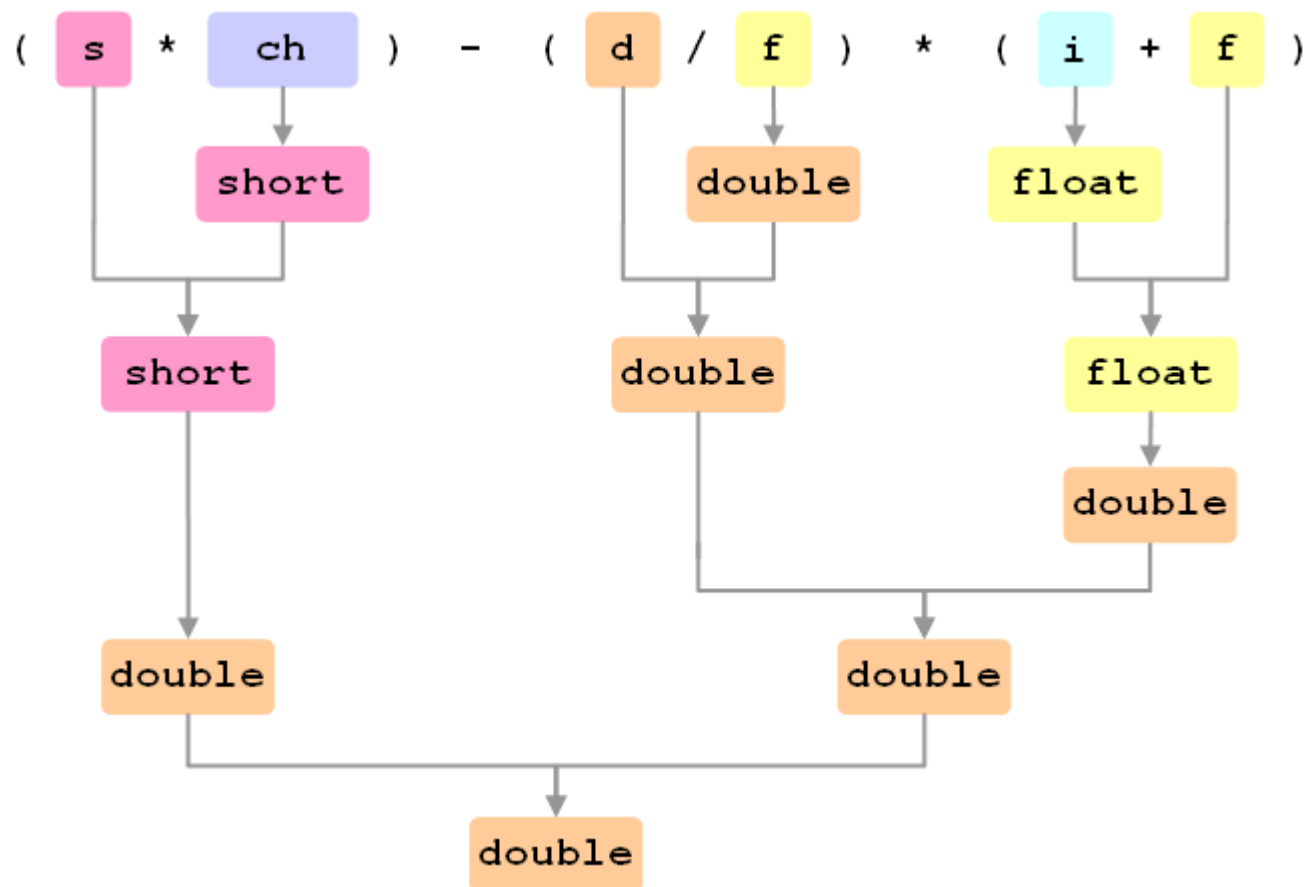 ( s * ch ) - ( d / f ) * ( i + f )
short double float
short double float
double
double double
double